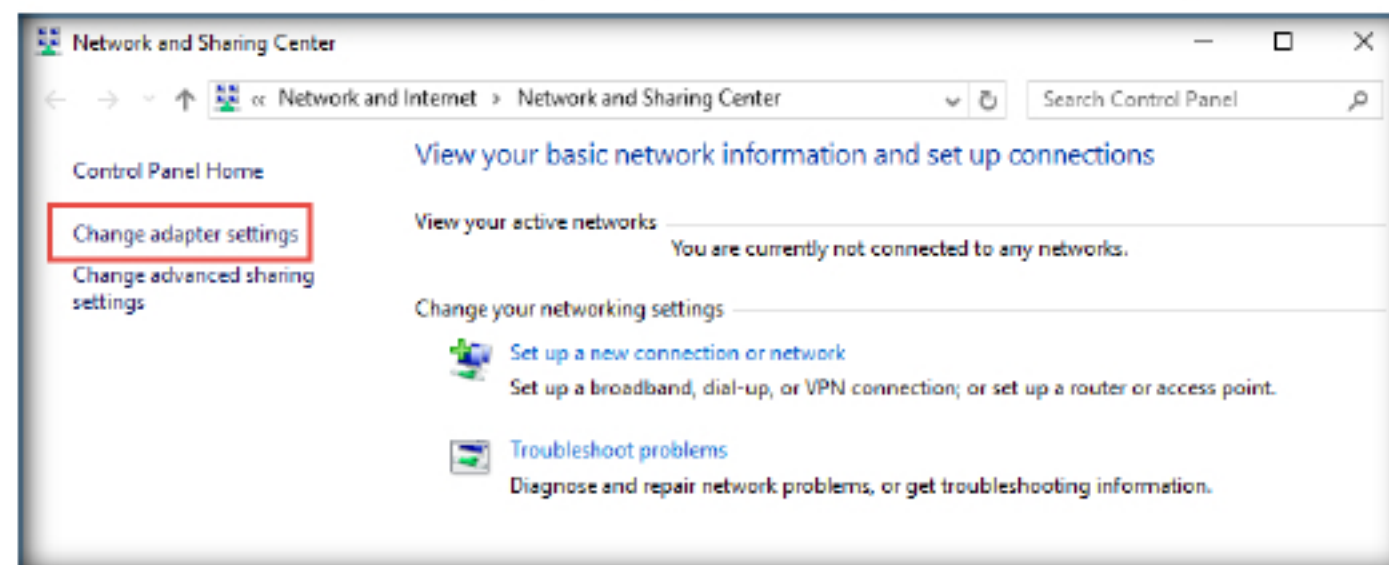 Network and Sharing Center
« Network and Internet > Network and Sharing Center
Search Control Panel
Control Panel Home
Change adapter settings
Change advanced sharing
settings
View your basic network information and set up connections
View your active networks
You are currently not connected to any networks.
Change your networking settings
Set up a new connection or network
Set up a broadband, dial-up, or VPN connection; or set up a router or access point.
Troubleshoot problems
Diagnose and repair network problems, or get troubleshooting information.